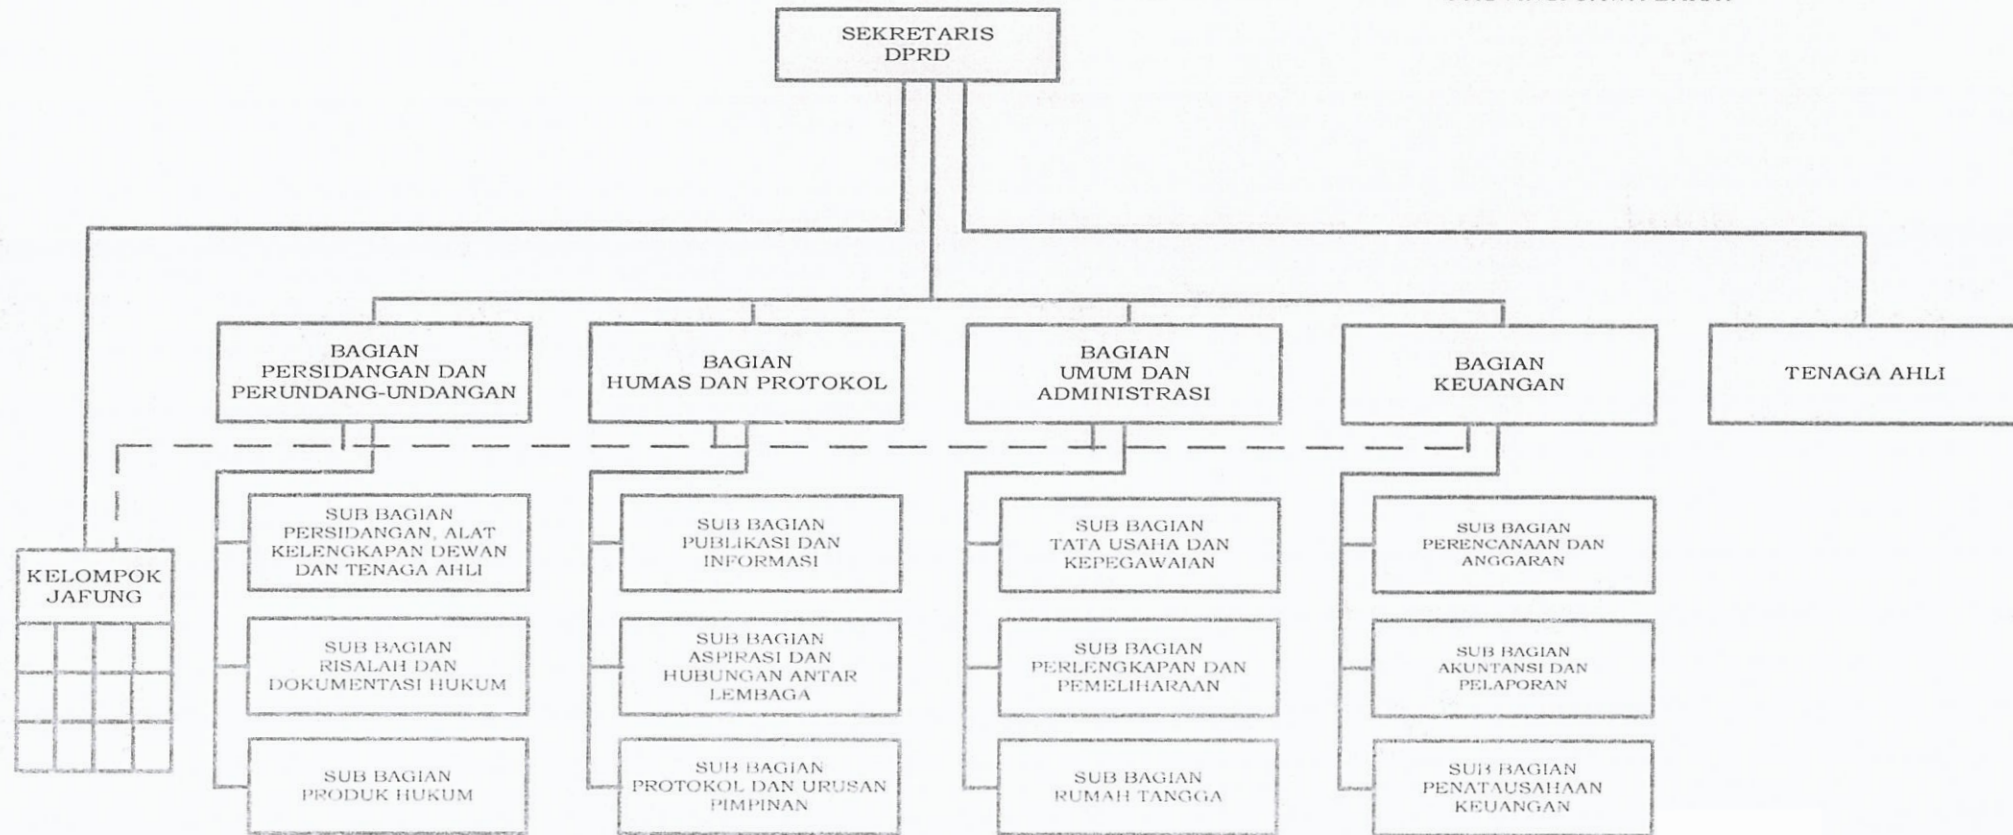 SEKRETARIS
DPRD
BAGIAN
PERSIDANGAN DAN
PERUNDANG-UNDANGAN
BAGIAN
HUMAS DAN PROTOKOL
BAGIAN
UMUM DAN
ADMINISTRASI
BAGIAN
KEUANGAN
TENAGA AHLI
KELOMPOK
JAFUNG
SUB BAGIAN
PERSIDANGAN, ALAT
KELENGKAPAN DEWAN
DAN TENAGA AHLI
SUB BAGIAN
PUBLIKASI DAN
INFORMASI
SUB BAGIAN
TATA USAHA DAN
KEPEGAWAIAN
SUB BAGIAN
PERENCANAAN DAN
ANGGARAN
SUB BAGIAN
RISALAH DAN
DOKUMENTASI HUKUM
SUB BAGIAN
ASPIRASI DAN
HUBUNGAN ANTAR
LEMBAGA
SUB BAGIAN
PERLENGKAPAN DAN
PEMELIHARAAN
SUB BAGIAN
AKUNTANSI DAN
PELAPORAN
SUB BAGIAN
PRODUK HUKUM
SUB BAGIAN
PROTOKOL DAN URUSAN
PIMPINAN
SUB BAGIAN
RUMAH TANGGA
SUB BAGIAN
PENATAUSAHAAN
KEUANGAN